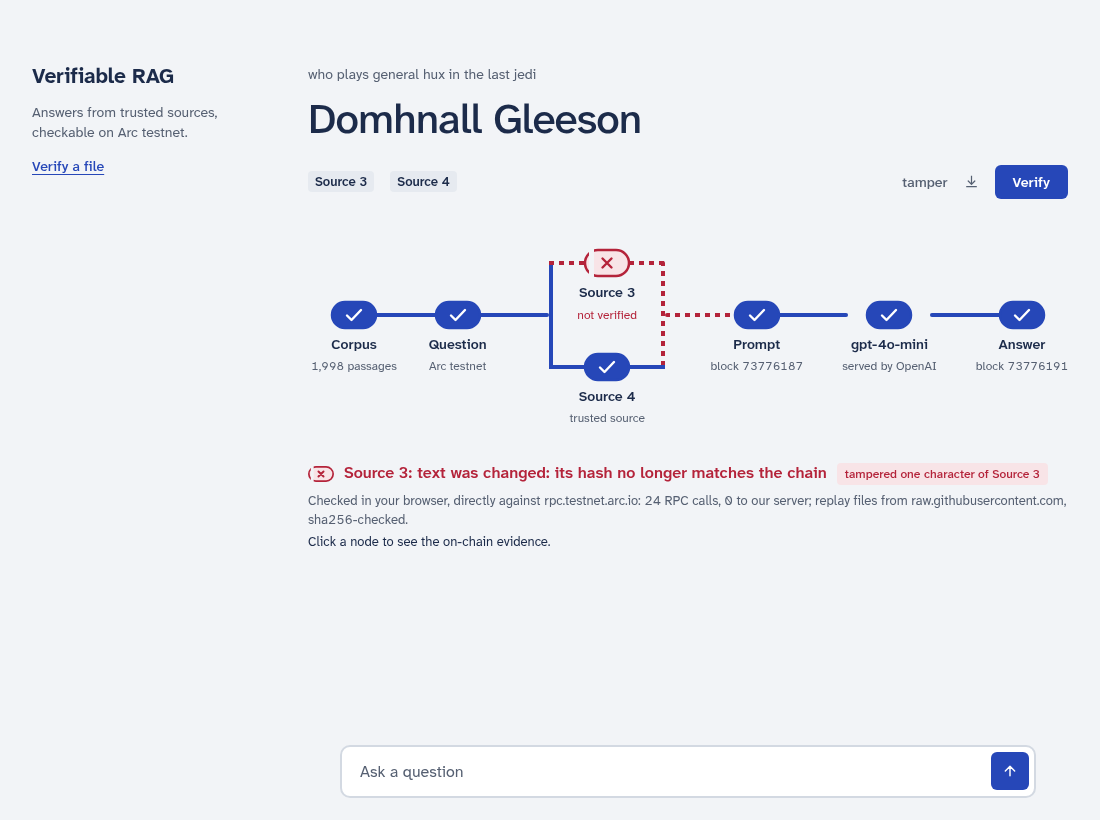 Verifiable RAG
Answers from trusted sources,
checkable on Arc testnet.
Verify a file
who plays general hux in the last jedi
Domhnall Gleeson
Source 3 Source 4 tamper Verify
Source 3
not verified
Corpus Question Prompt gpt-4o-mini Answer
1,998 passages Arc testnet block 73776187 served by OpenAI block 73776191
Source 4
trusted source
Source 3: text was changed: its hash no longer matches the chain tampered one character of Source 3
Checked in your browser, directly against rpc.testnet.arc.io: 24 RPC calls, 0 to our server; replay files from raw.githubusercontent.com,
sha256-checked.
Click a node to see the on-chain evidence.
Ask a question